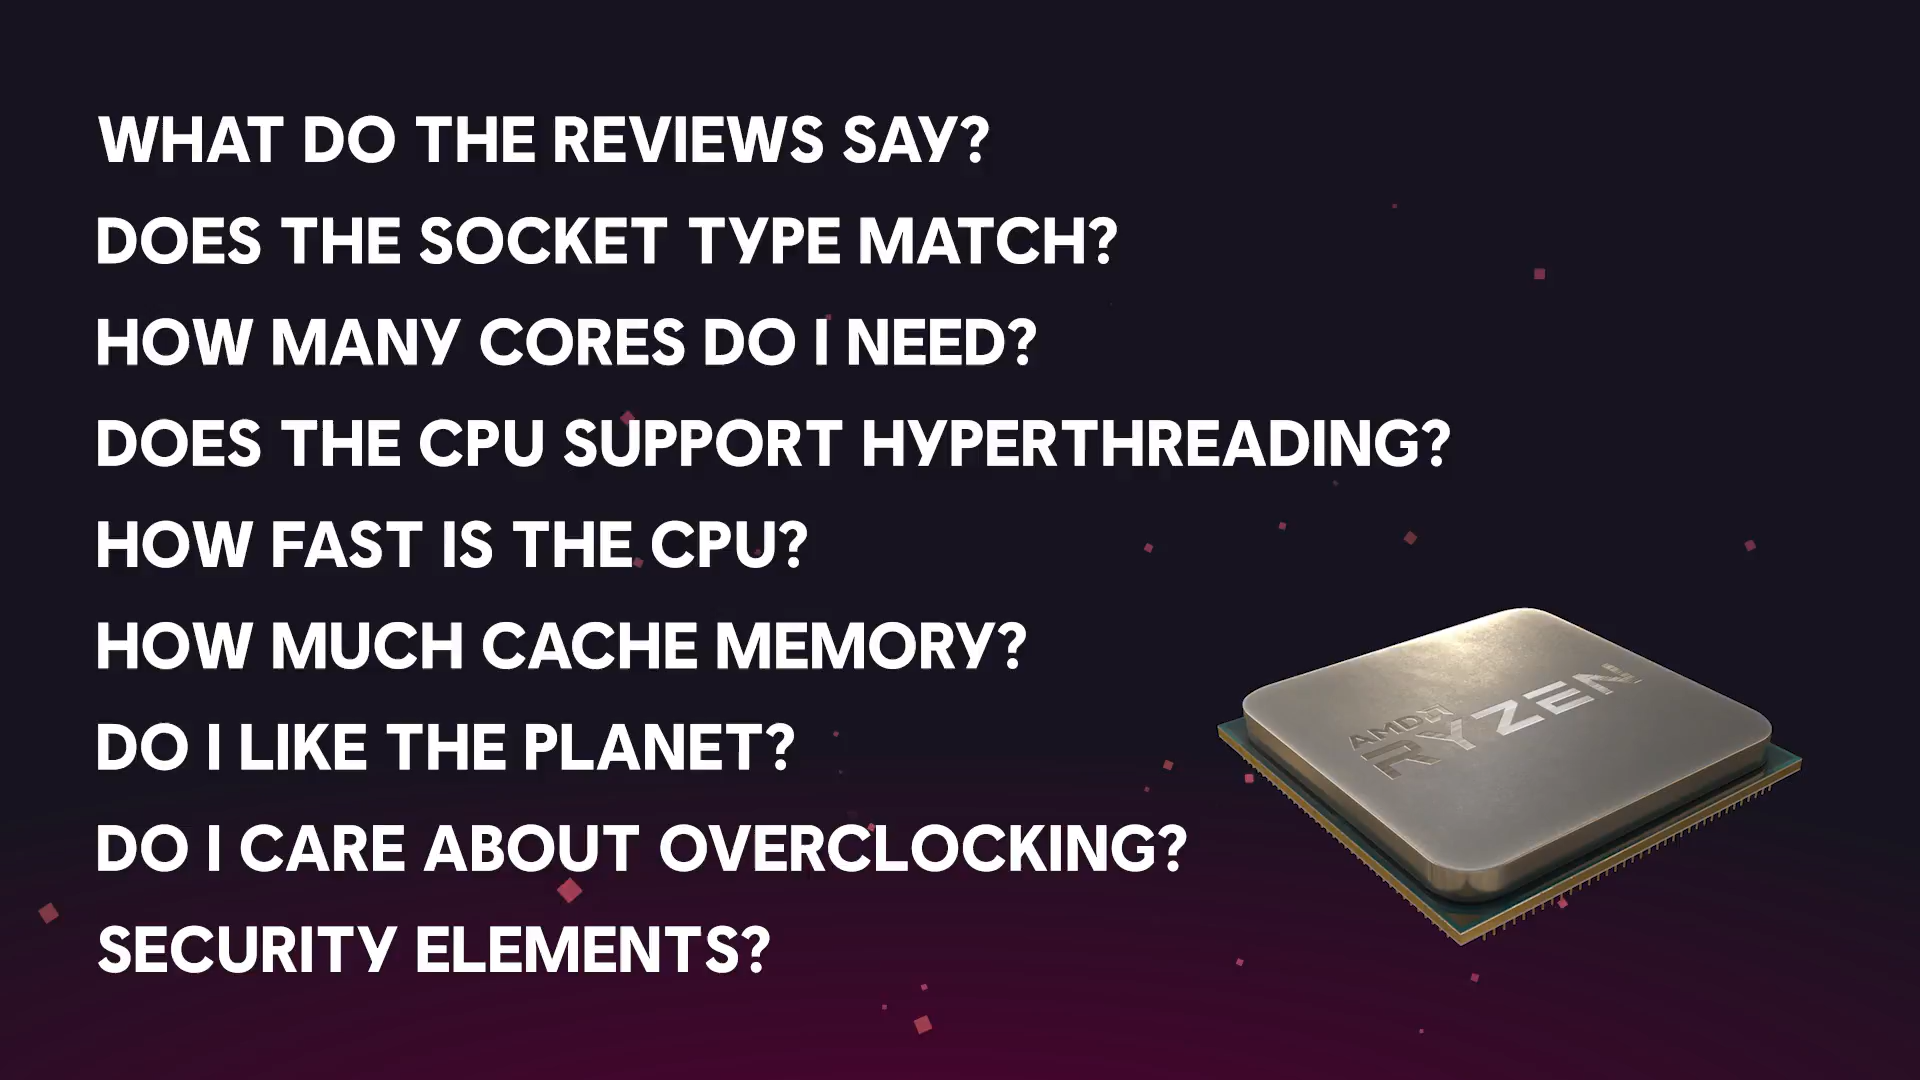 WHAT DO THE REVIEWS SAY?
DOES THE SOCKET TYPE MATCH?
HOW MANY CORES DO I NEED?
DOES THE CPU SUPPORT HYPERTHREADING?
HOW FAST IS THE CPU?
HOW MUCH CACHE MEMORY?
DO I LIKE THE PLANET?
DO I CARE ABOUT OVERCLOCKING?
SECURITY ELEMENTS?
AMD
RYZEN